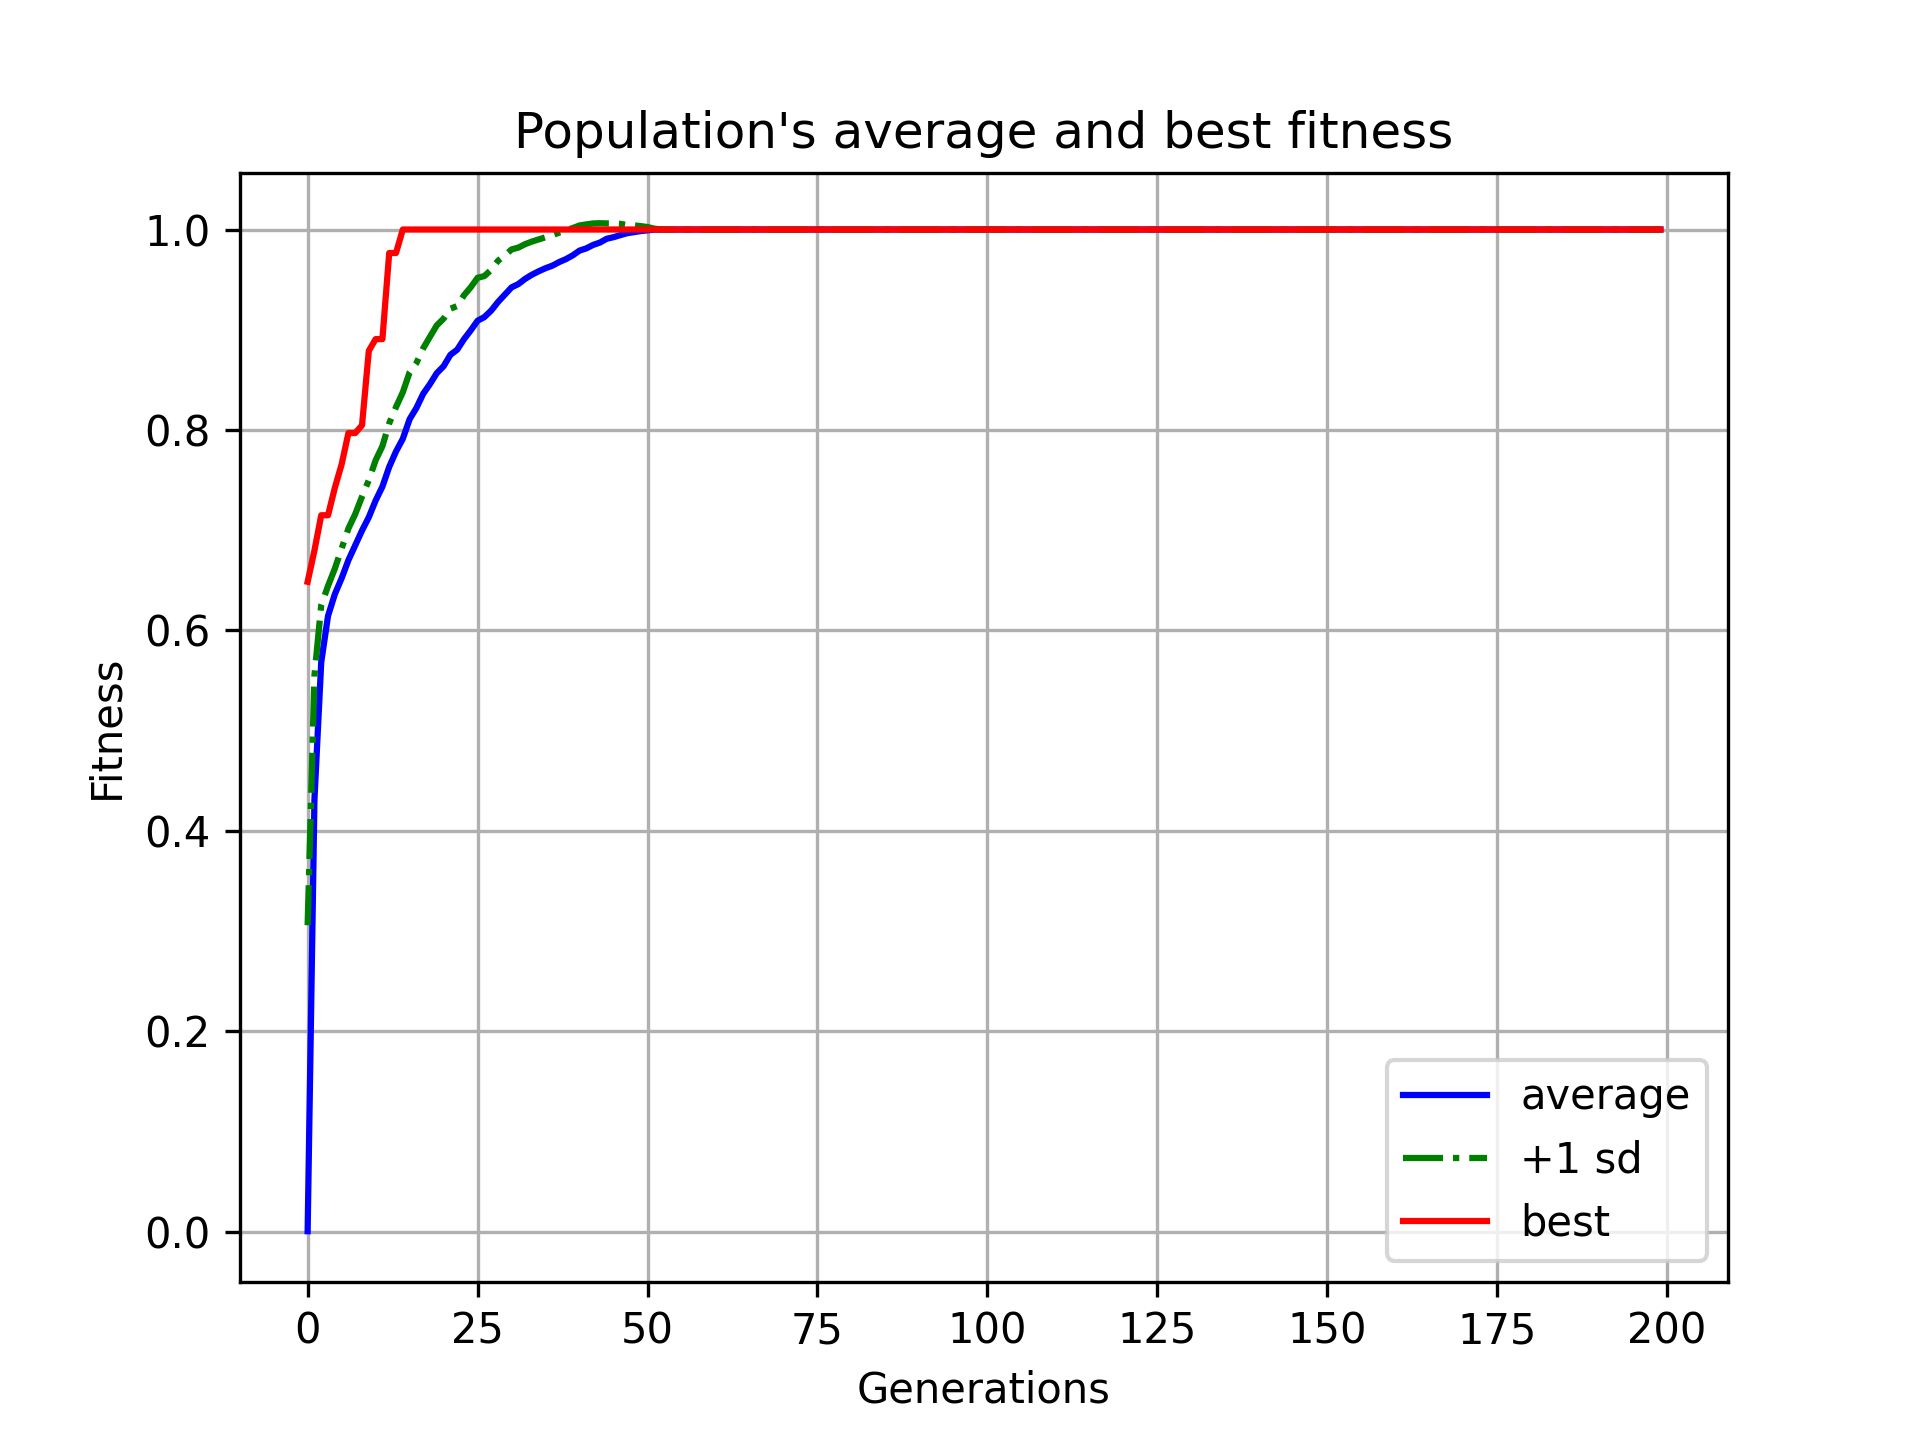 Population's average and best fitness
1.0
0.8
0.6
0.4
0.2
0.0
Fitness
average
+1 sd
best
0 25 50 75 100 125 150 175 200
Generations